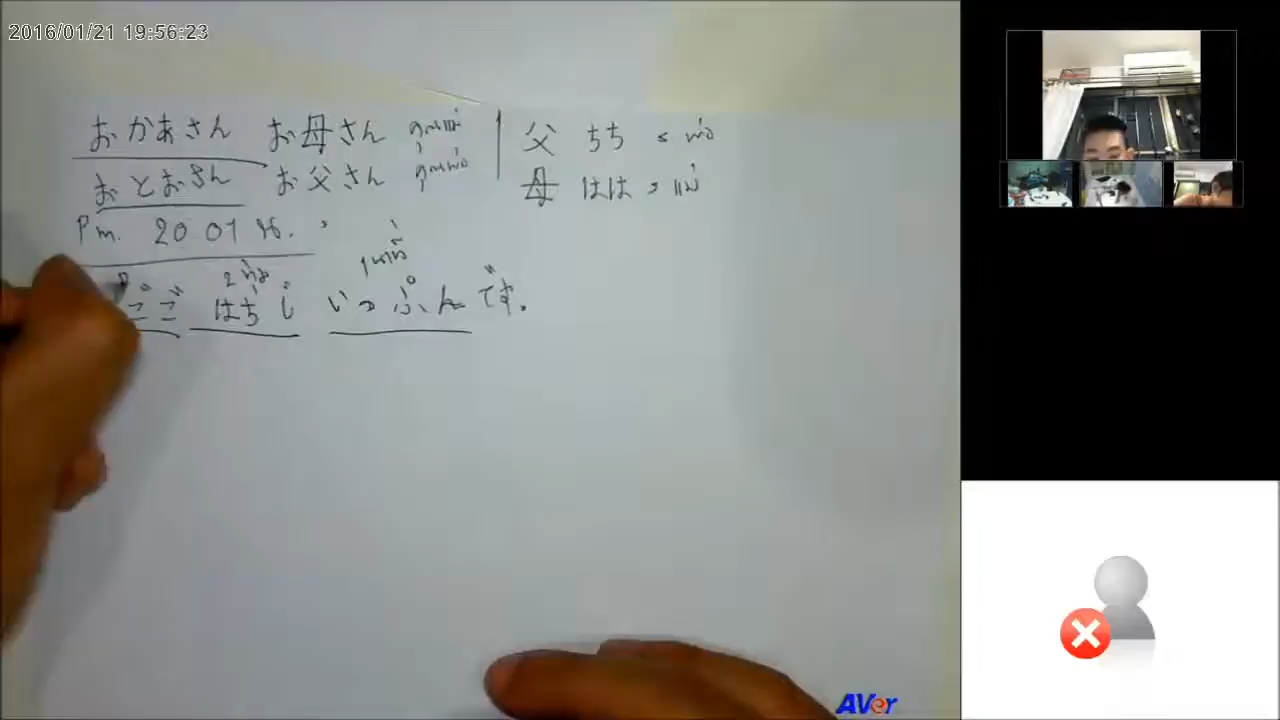 2016/01/21 19:56:23
おかあさん お母さん คุณแม่ | 父 ちち = พ่อ
おとおさん お父さん คุณพ่อ | 母 はは = แม่
Pm. 20 01 น.
2 ทุ่ม 1 นาที
ごご はちじ いっぷん です.
AVer